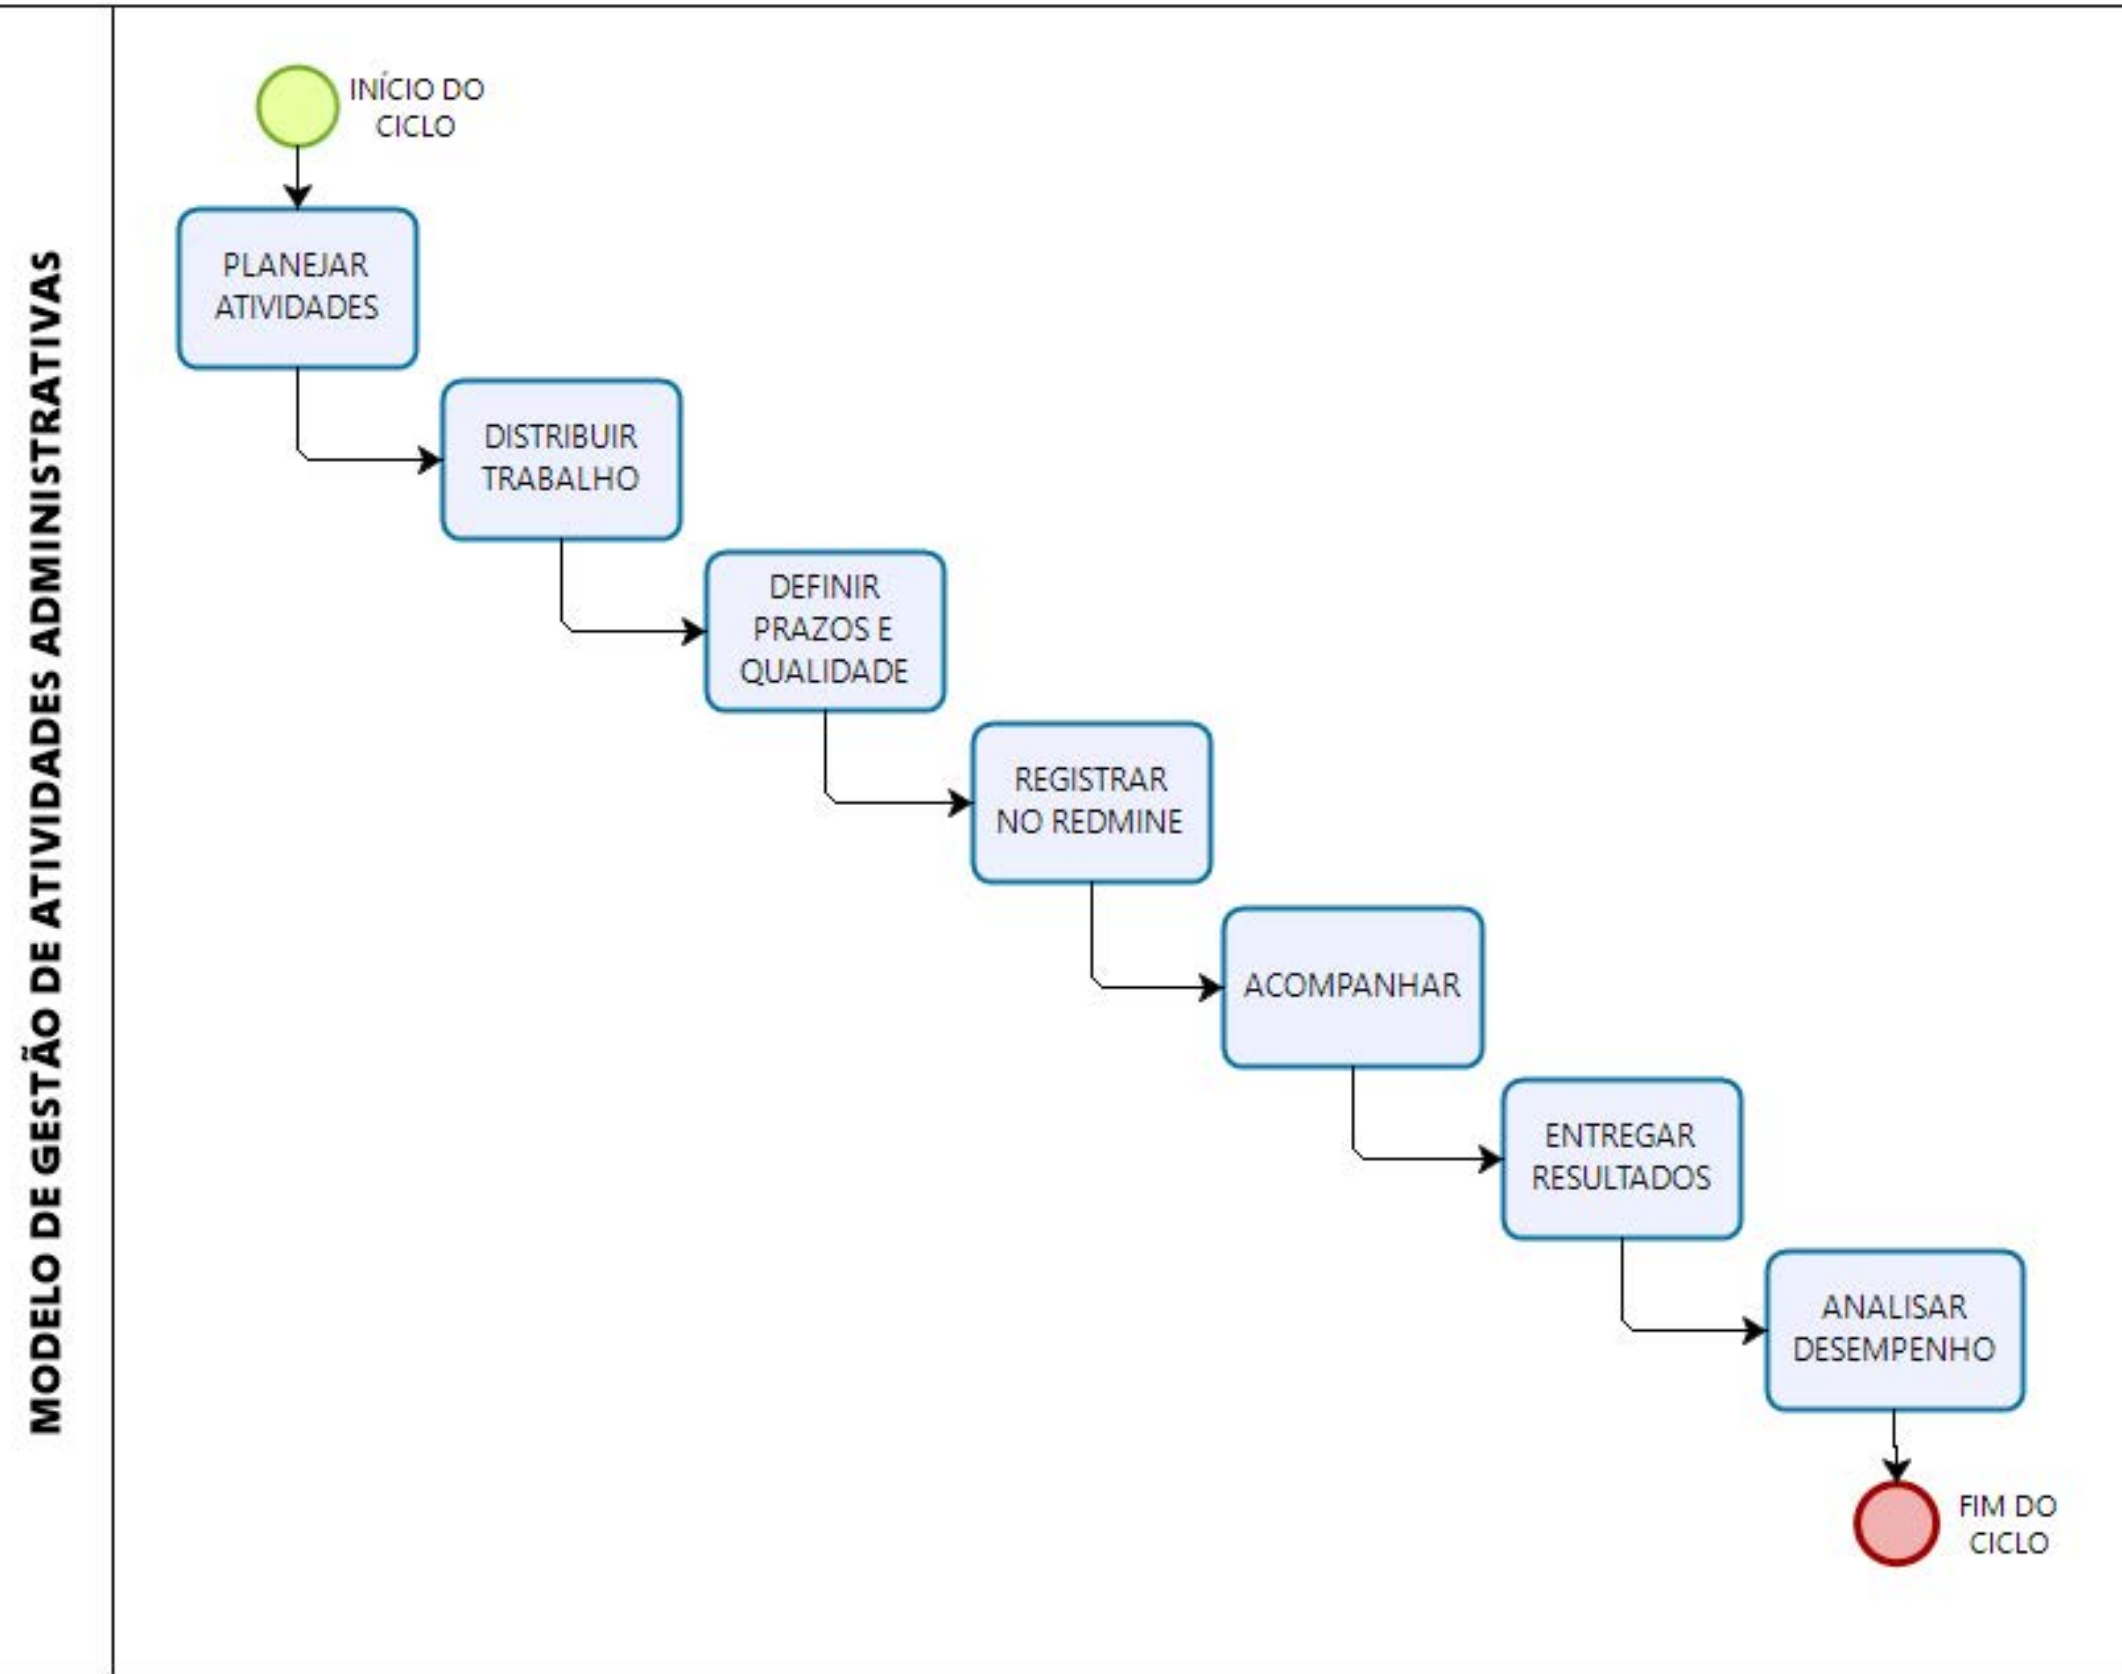 MODELO DE GESTÃO DE ATIVIDADES ADMINISTRATIVAS
INÍCIO DO
CICLO
PLANEJAR
ATIVIDADES
DISTRIBUIR
TRABALHO
DEFINIR
PRAZOS E
QUALIDADE
REGISTRAR
NO REDMINE
ACOMPANHAR
ENTREGAR
RESULTADOS
ANALISAR
DESEMPENHO
FIM DO
CICLO